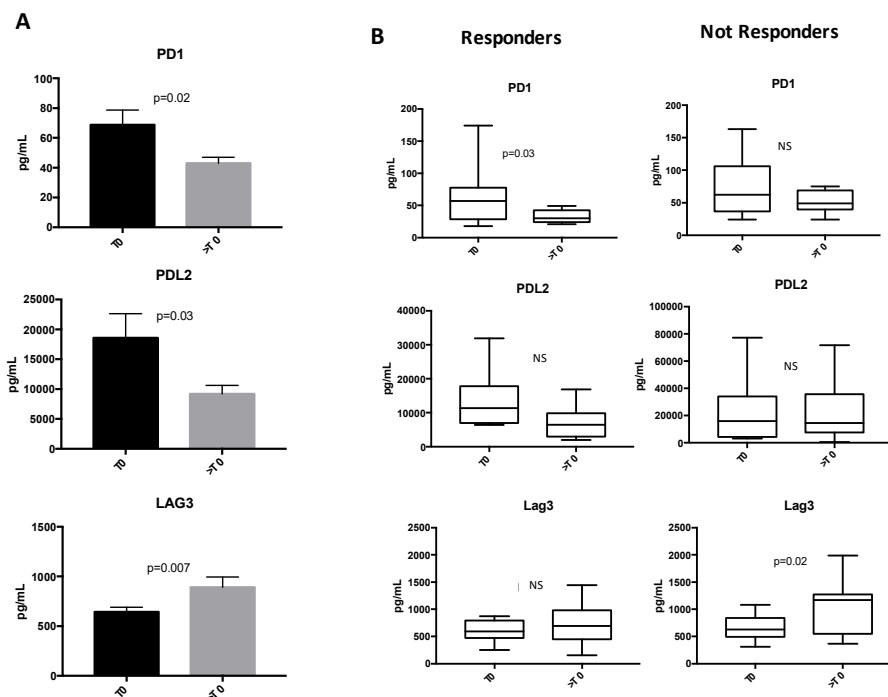 A
PD1
100
80
60
40
20
0
pg/mL
p=0.02
T0
>T 0
PDL2
25000
20000
15000
10000
5000
0
pg/mL
p=0.03
T0
>T 0
LAG3
1500
1000
500
0
pg/mL
p=0.007
T0
>T 0
B
Responders
Not Responders
PD1
200
150
100
50
0
pg/mL
p=0.03
T0
>T 0
PD1
200
150
100
50
0
pg/mL
NS
T0
>T 0
PDL2
40000
30000
20000
10000
0
pg/mL
NS
T0
>T 0
PDL2
100000
80000
60000
40000
20000
0
pg/mL
NS
T0
>T 0
Lag3
2500
2000
1500
1000
500
0
pg/mL
NS
T0
>T 0
Lag3
2500
2000
1500
1000
500
0
pg/mL
p=0.02
T0
>T 0